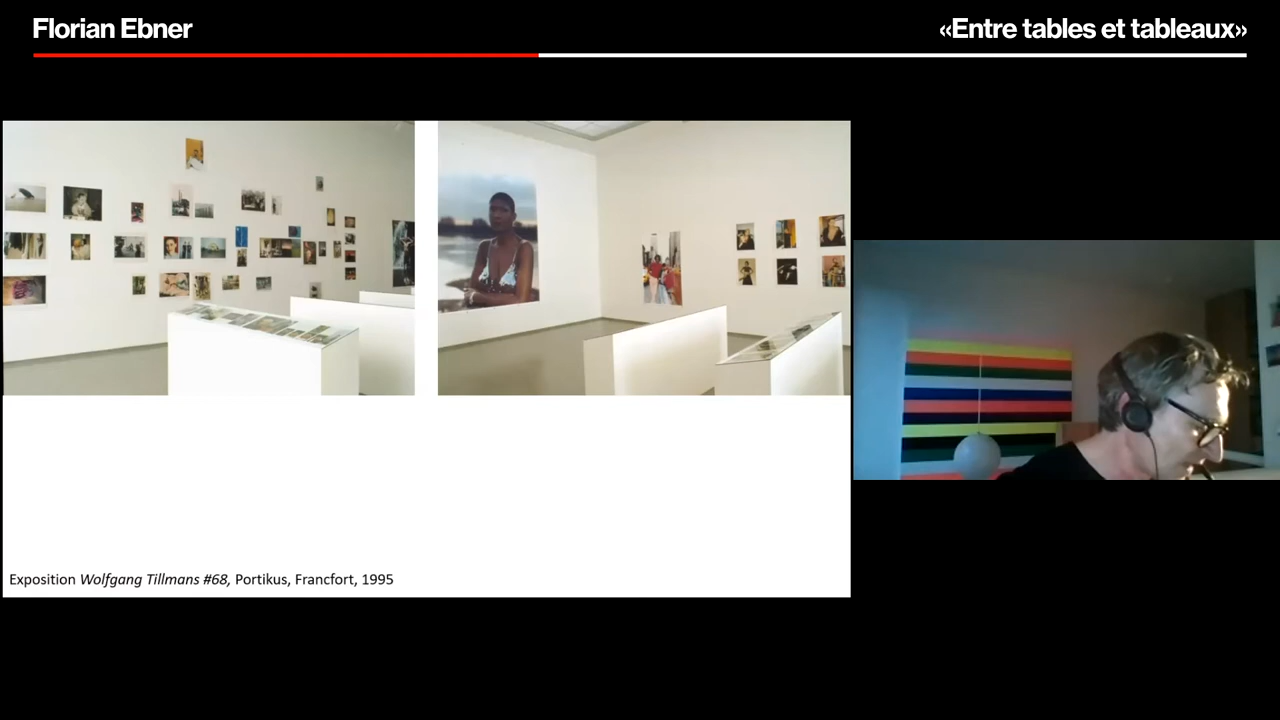 Florian Ebner
«Entre tables et tableaux»
Exposition Wolfgang Tillmans #68, Portikus, Francfort, 1995